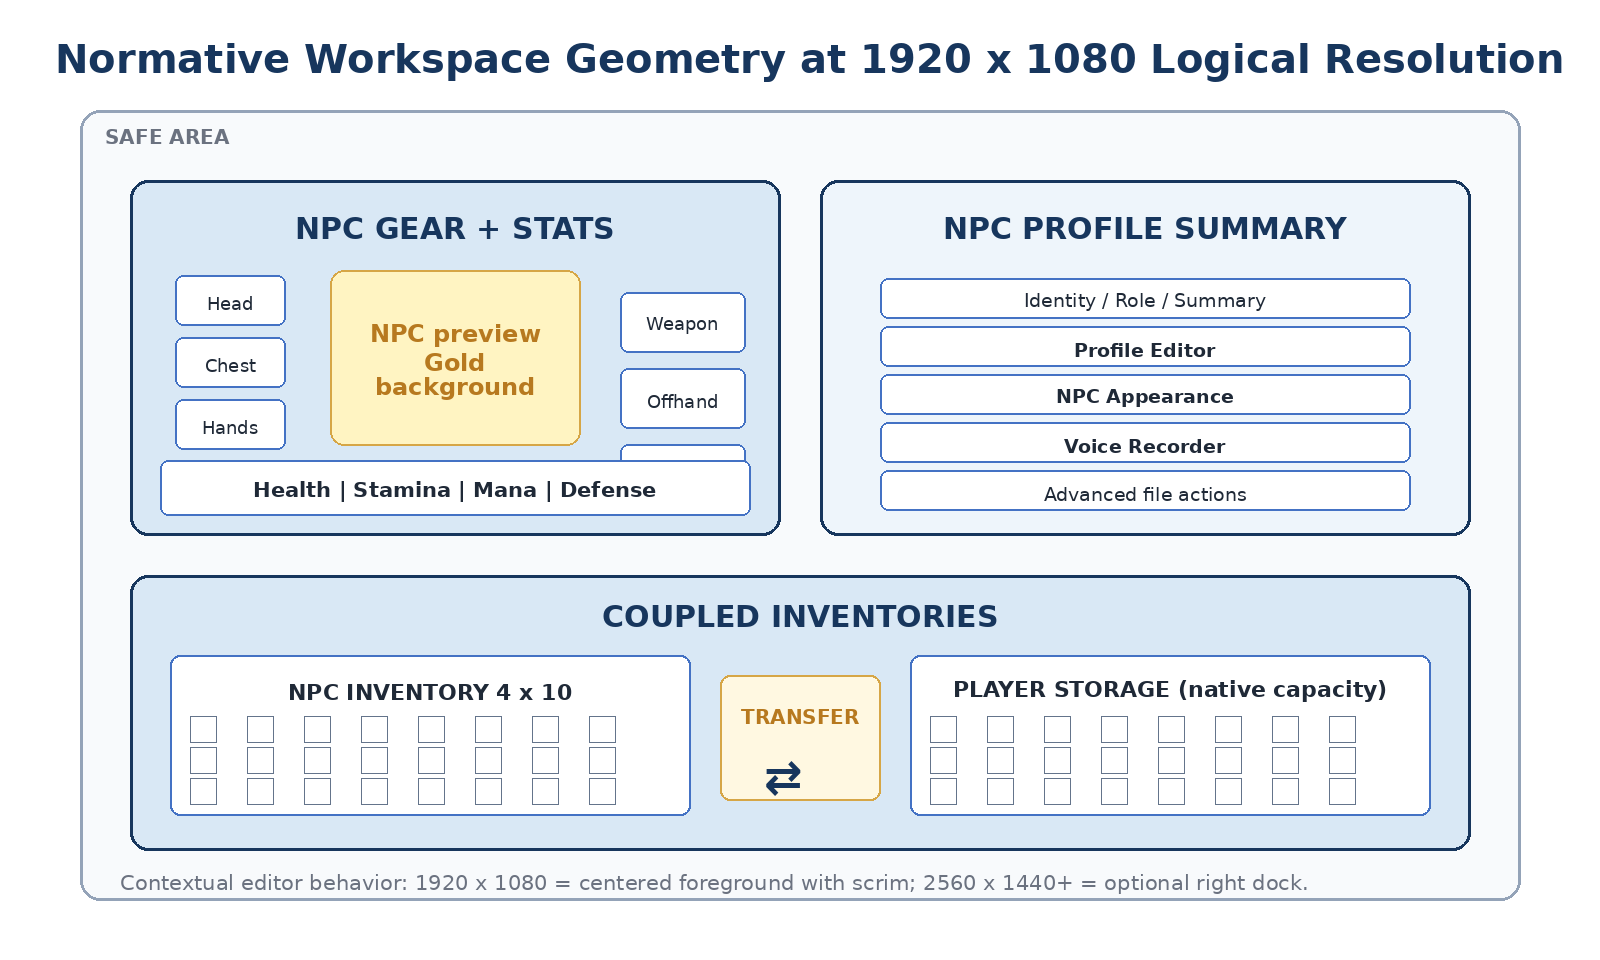 Normative Workspace Geometry at 1920 x 1080 Logical Resolution
SAFE AREA
NPC GEAR + STATS
Head
Chest
Hands
NPC preview
Gold
background
Weapon
Offhand
Health | Stamina | Mana | Defense
NPC PROFILE SUMMARY
Identity / Role / Summary
Profile Editor
NPC Appearance
Voice Recorder
Advanced file actions
COUPLED INVENTORIES
NPC INVENTORY 4 x 10
TRANSFER
⇄
PLAYER STORAGE (native capacity)
Contextual editor behavior: 1920 x 1080 = centered foreground with scrim; 2560 x 1440+ = optional right dock.